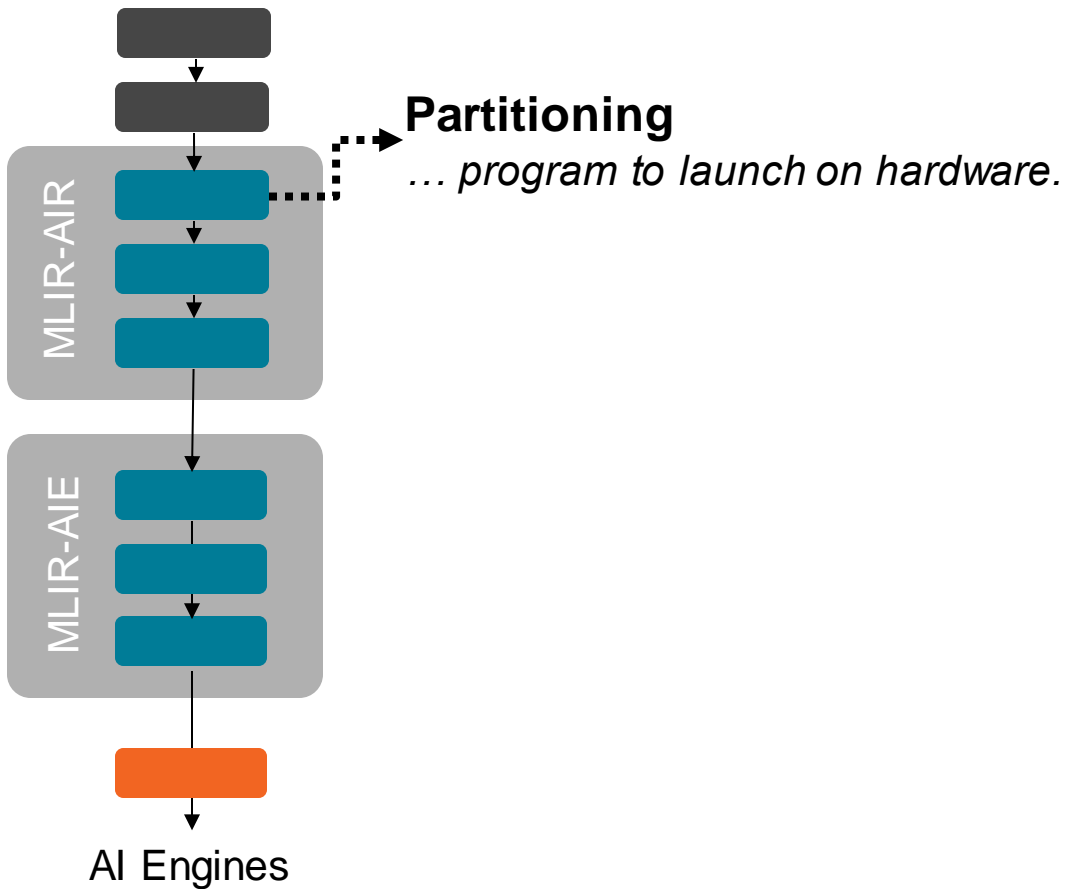 Partitioning
… program to launch on hardware.
MLIR-AIR
MLIR-AIE
AI Engines